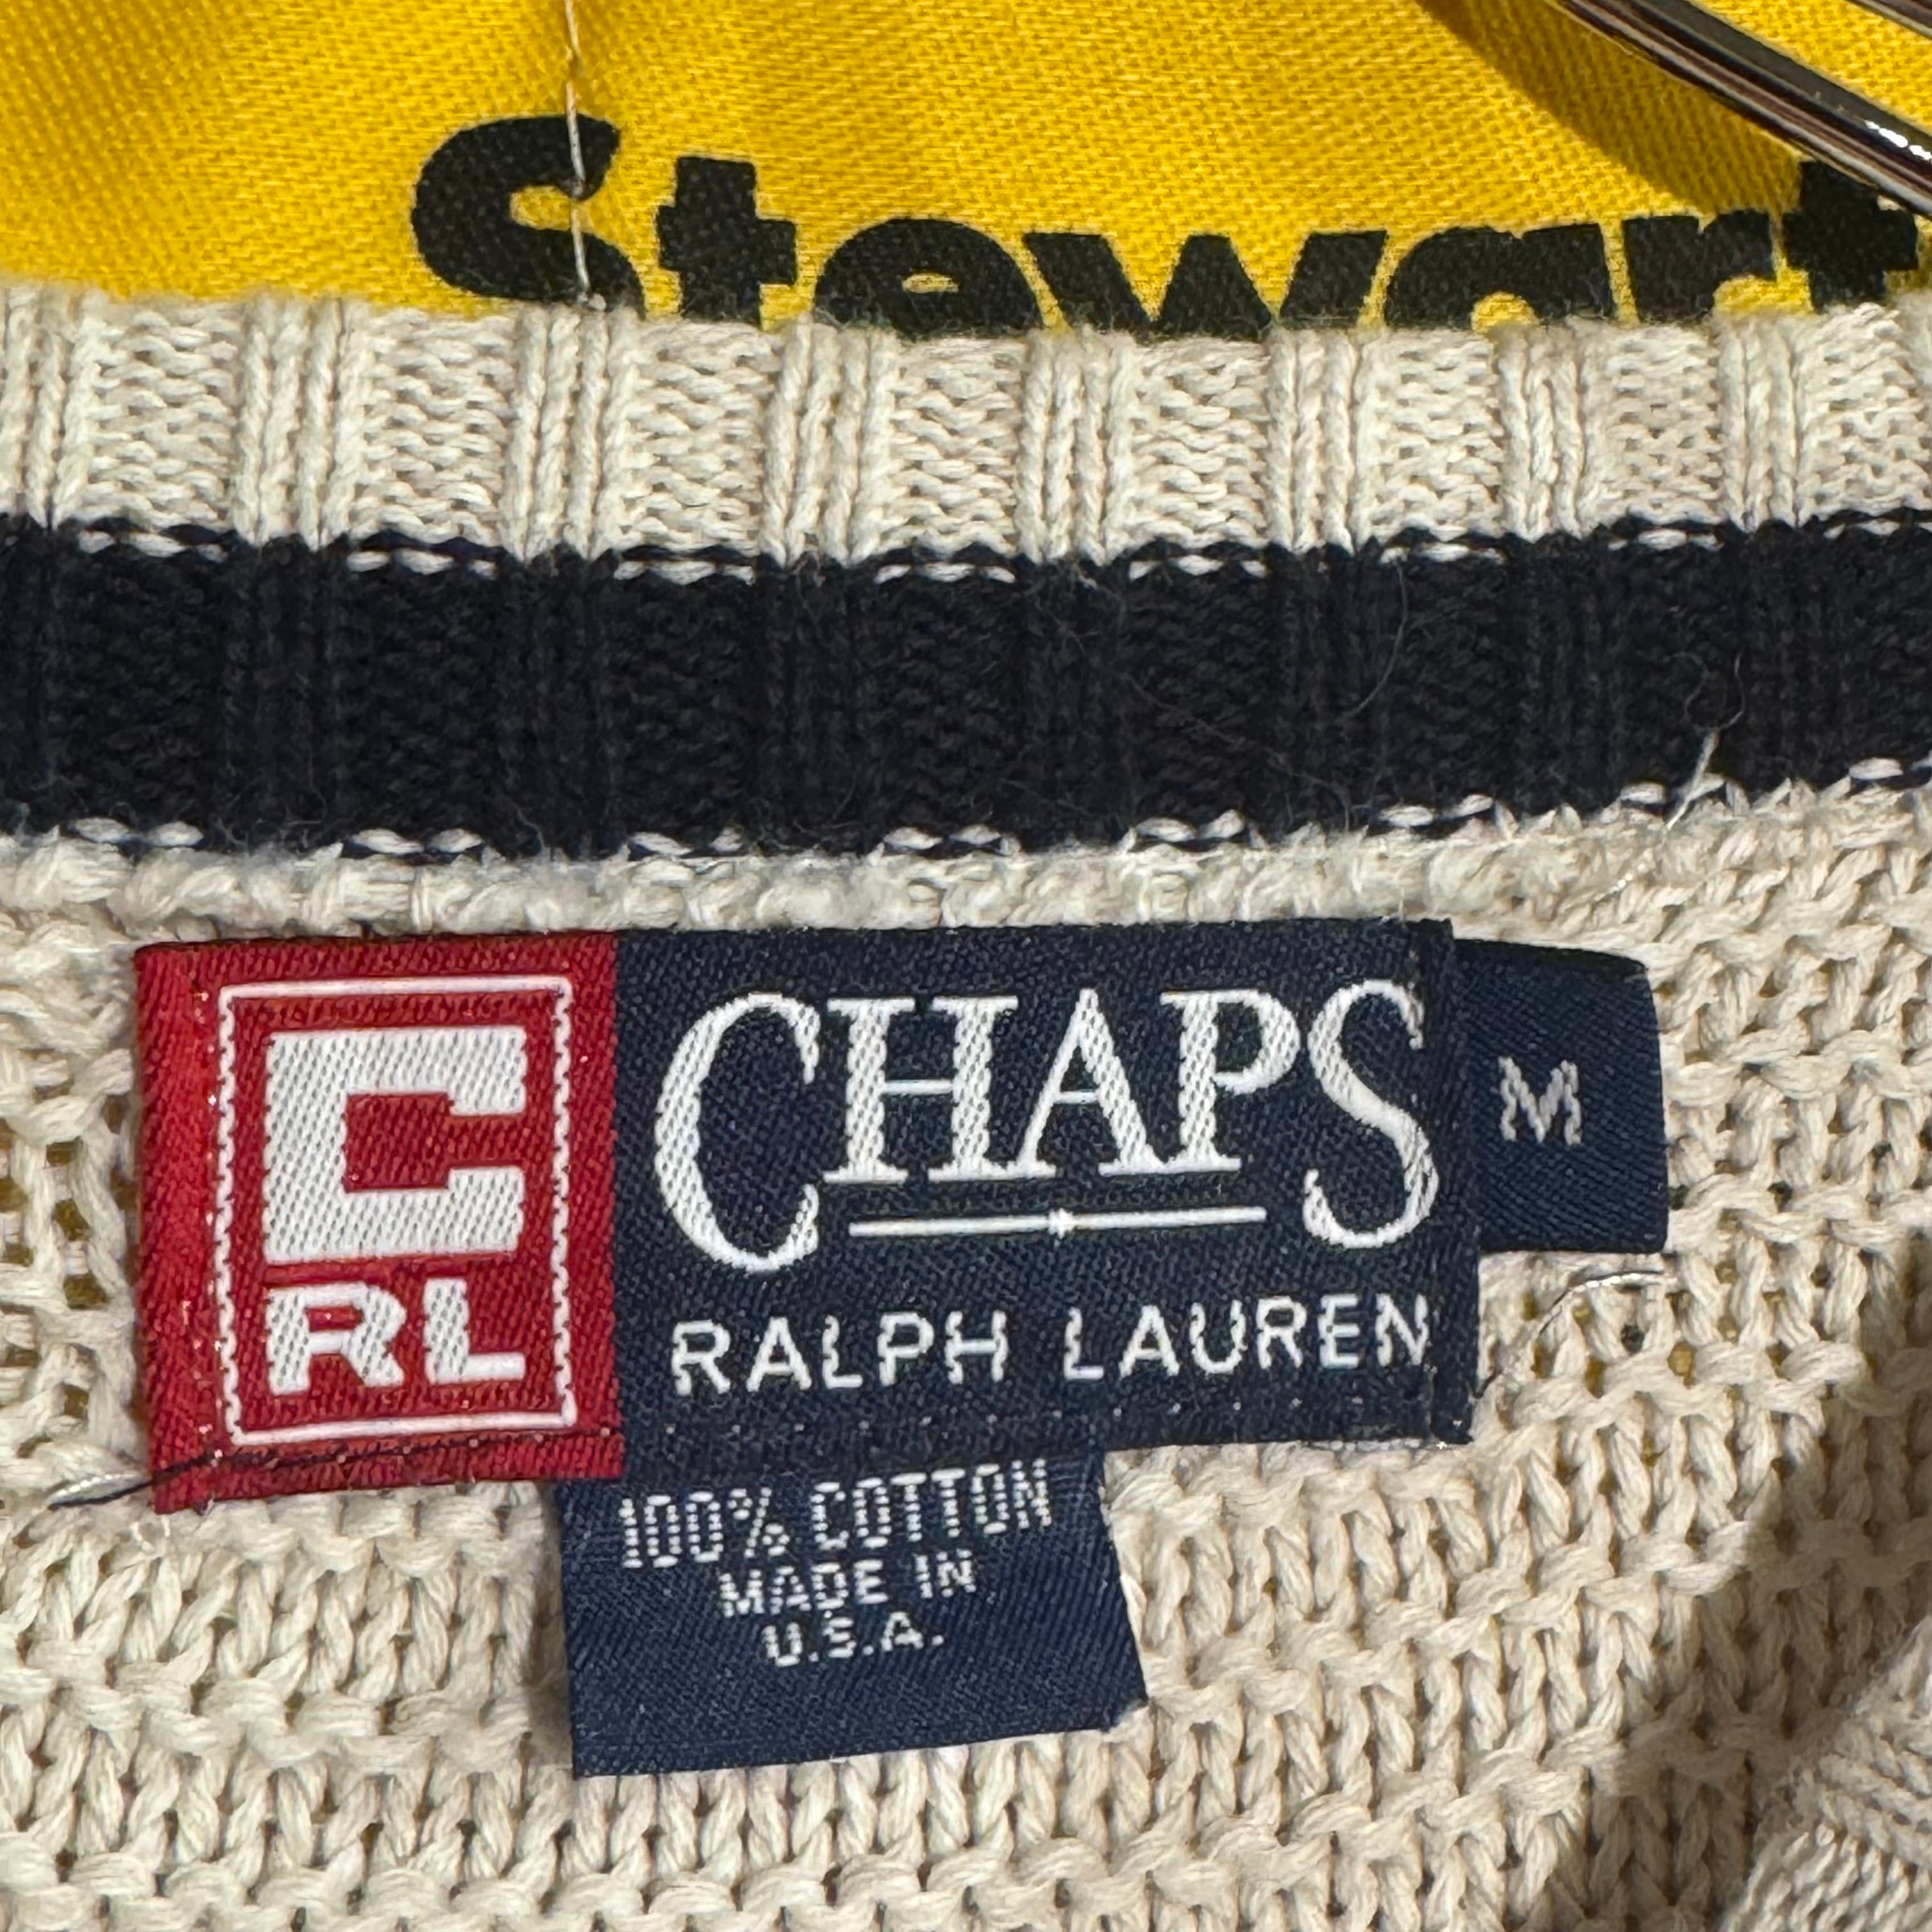 Stewart
C
RL
CHAPS
RALPH LAUREN
M
100% COTTON
MADE IN
U.S.A.